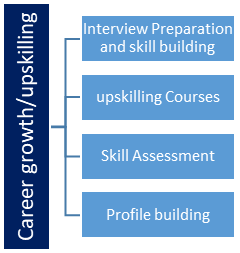 Career growth/upskilling
Interview Preparation
and skill building
upskilling Courses
Skill Assessment
Profile building